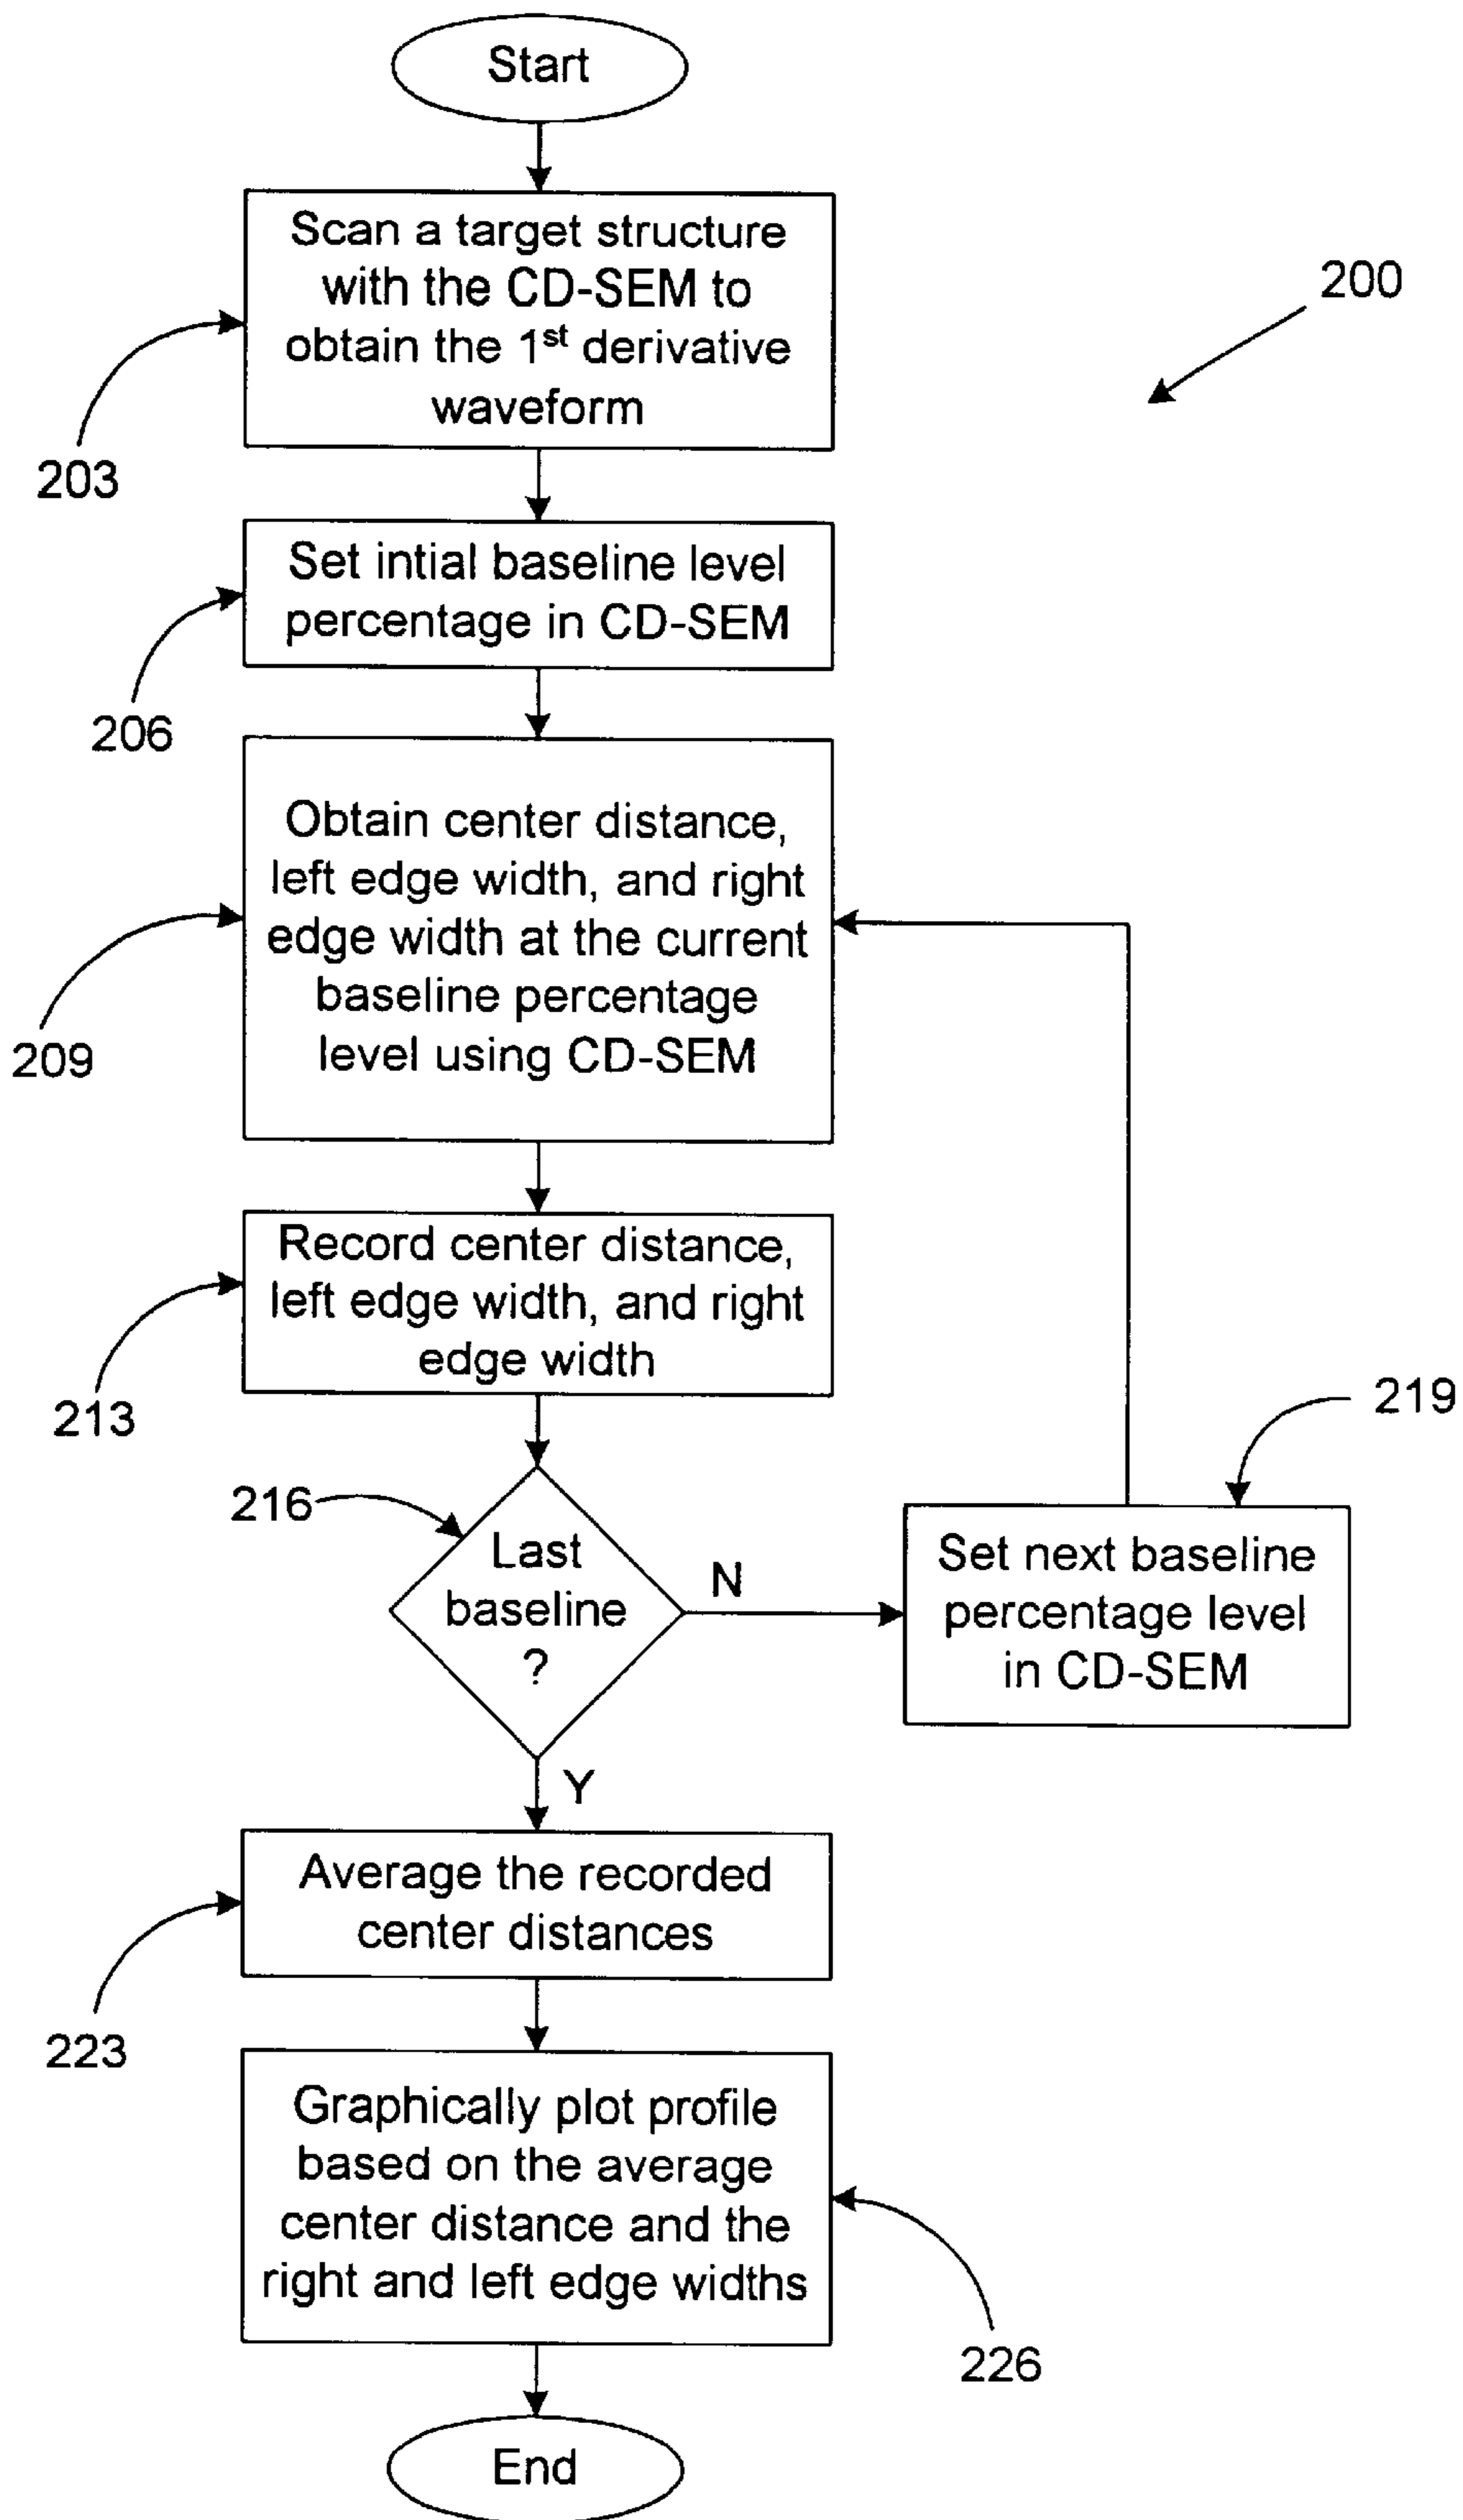 Start
Scan a target structure
with the CD-SEM to
obtain the 1st derivative
waveform
200
203
Set intial baseline level
percentage in CD-SEM
206
Obtain center distance,
left edge width, and right
edge width at the current
baseline percentage
level using CD-SEM
209
Record center distance,
left edge width, and right
edge width
213
219
216
Last
baseline
?
N
Set next baseline
percentage level
in CD-SEM
Y
Average the recorded
center distances
223
Graphically plot profile
based on the average
center distance and the
right and left edge widths
226
End